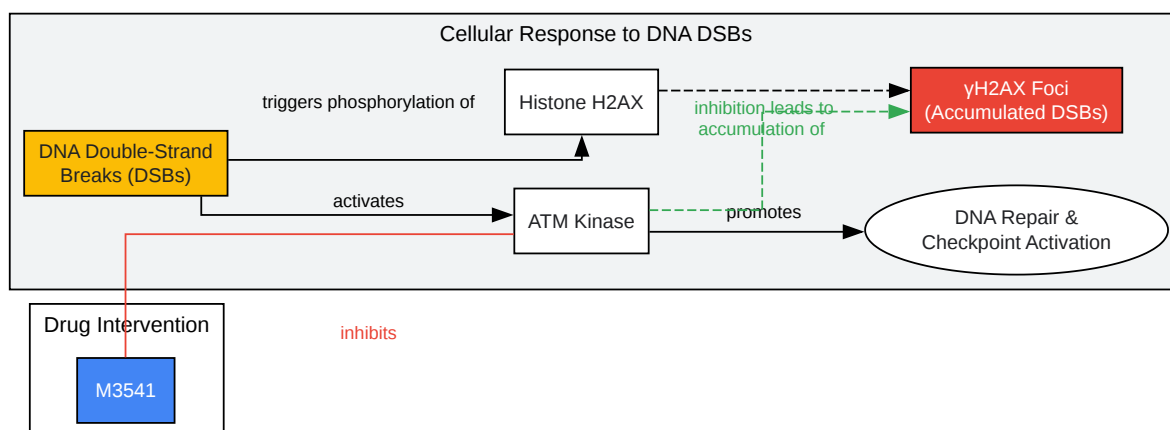 Cellular Response to DNA DSBs
triggers phosphorylation of
Histone H2AX
inhibition leads to
accumulation of
γH2AX Foci
(Accumulated DSBs)
DNA Double-Strand
Breaks (DSBs)
activates
ATM Kinase
promotes
DNA Repair &
Checkpoint Activation
Drug Intervention
inhibits
M3541